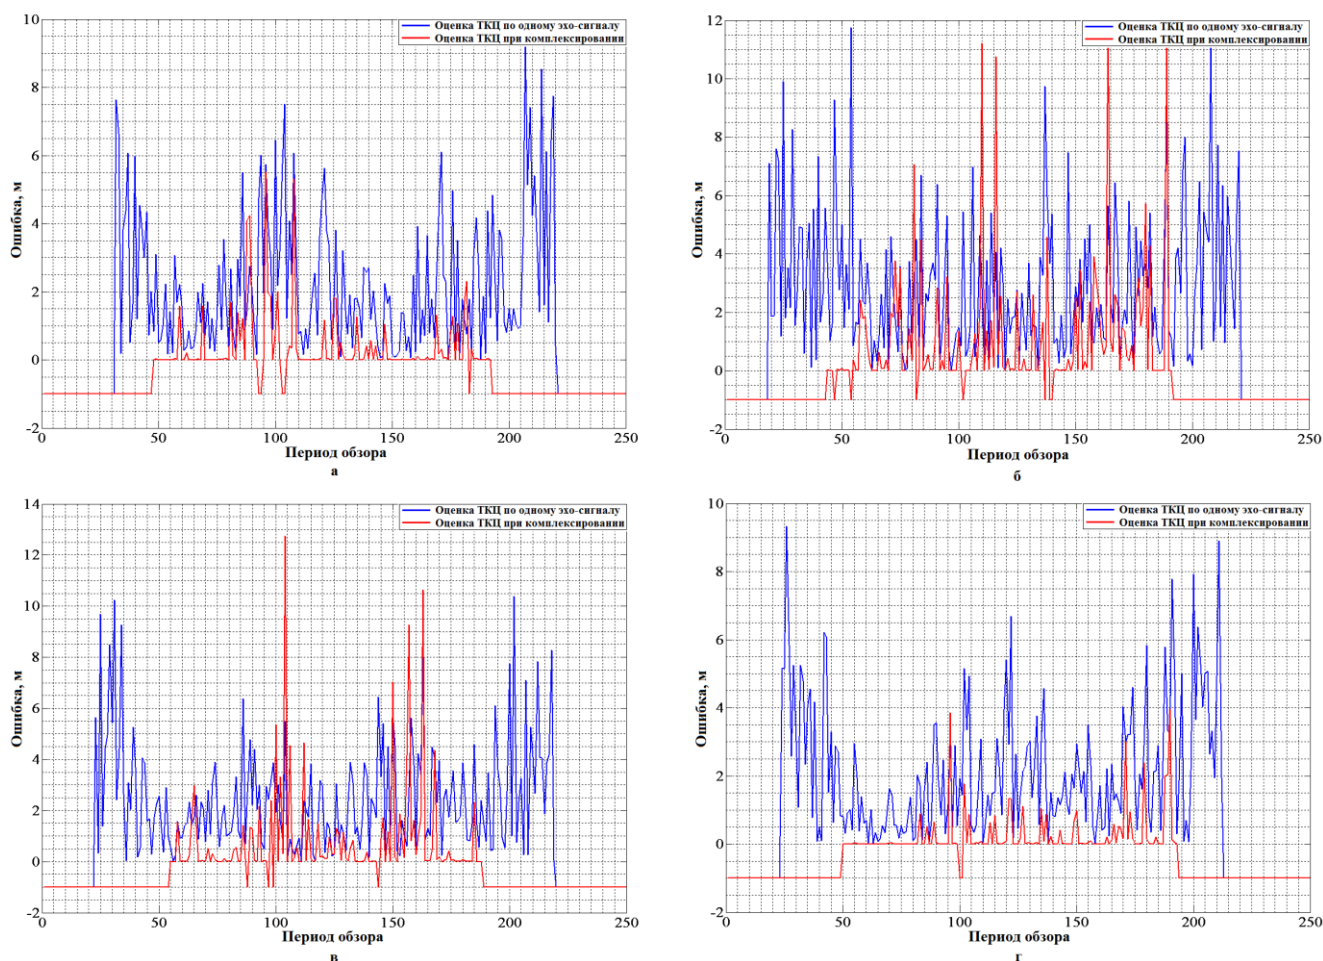 10
8
6
4
2
0
-2
Ошибка, м
Оценка ТКЦ по одному эхо-сигналу
Оценка ТКЦ при комплексировании
0
50
100
150
200
250
Период обзора
а
12
10
8
6
4
2
0
-2
Ошибка, м
Оценка ТКЦ по одному эхо-сигналу
Оценка ТКЦ при комплексировании
0
50
100
150
200
250
Период обзора
б
14
12
10
8
6
4
2
0
-2
Ошибка, м
Оценка ТКЦ по одному эхо-сигналу
Оценка ТКЦ при комплексировании
0
50
100
150
200
250
Период обзора
в
10
8
6
4
2
0
-2
Ошибка, м
Оценка ТКЦ по одному эхо-сигналу
Оценка ТКЦ при комплексировании
0
50
100
150
200
250
Период обзора
г